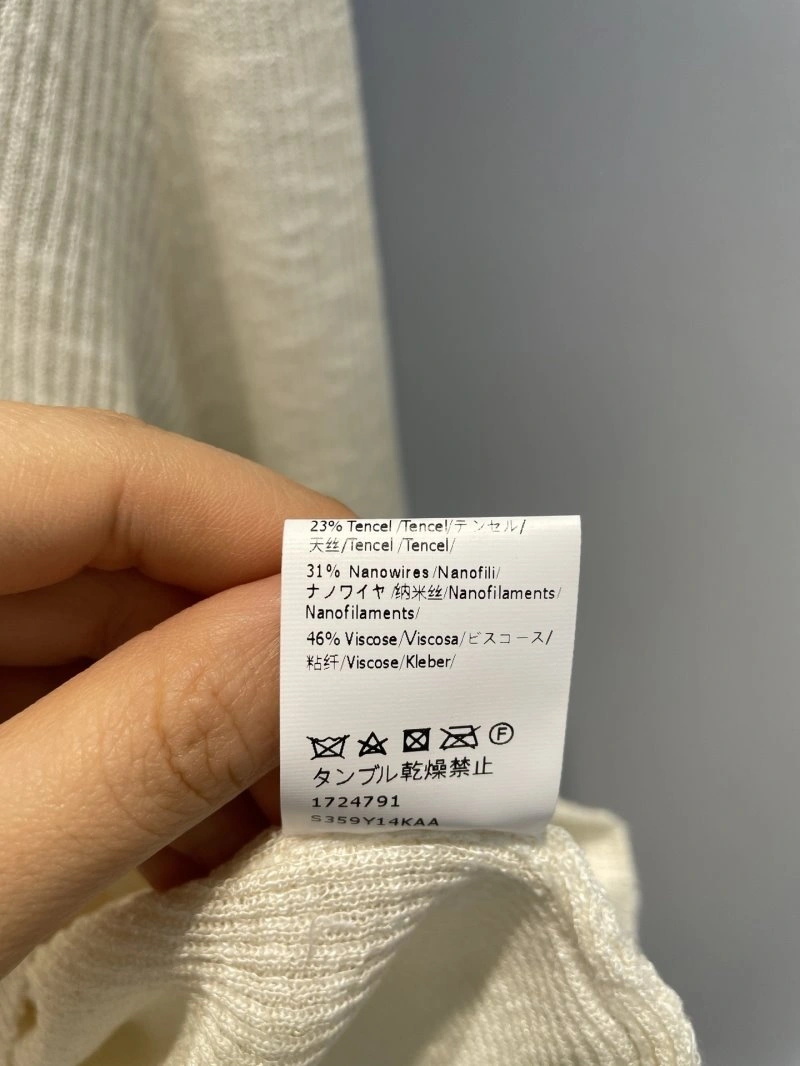 23% Tencel /Tencel/テンセル/
天丝/Tencel /Tencel/
31% Nanowires /Nanofili/
ナノワイヤ /纳米丝/Nanofilaments/
Nanofilaments/
46% Viscose/Viscosa/ビスコース/
粘纤/Viscose/Kleber/
F
タンブル乾燥禁止
1724791
S359Y14KAA